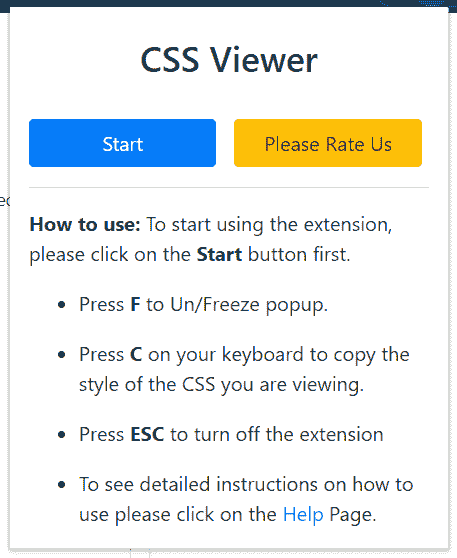 CSS Viewer
Start
Please Rate Us
How to use: To start using the extension,
please click on the Start button first.
Press F to Un/Freeze popup.
Press C on your keyboard to copy the
style of the CSS you are viewing.
Press ESC to turn off the extension
To see detailed instructions on how to
use please click on the Help Page.